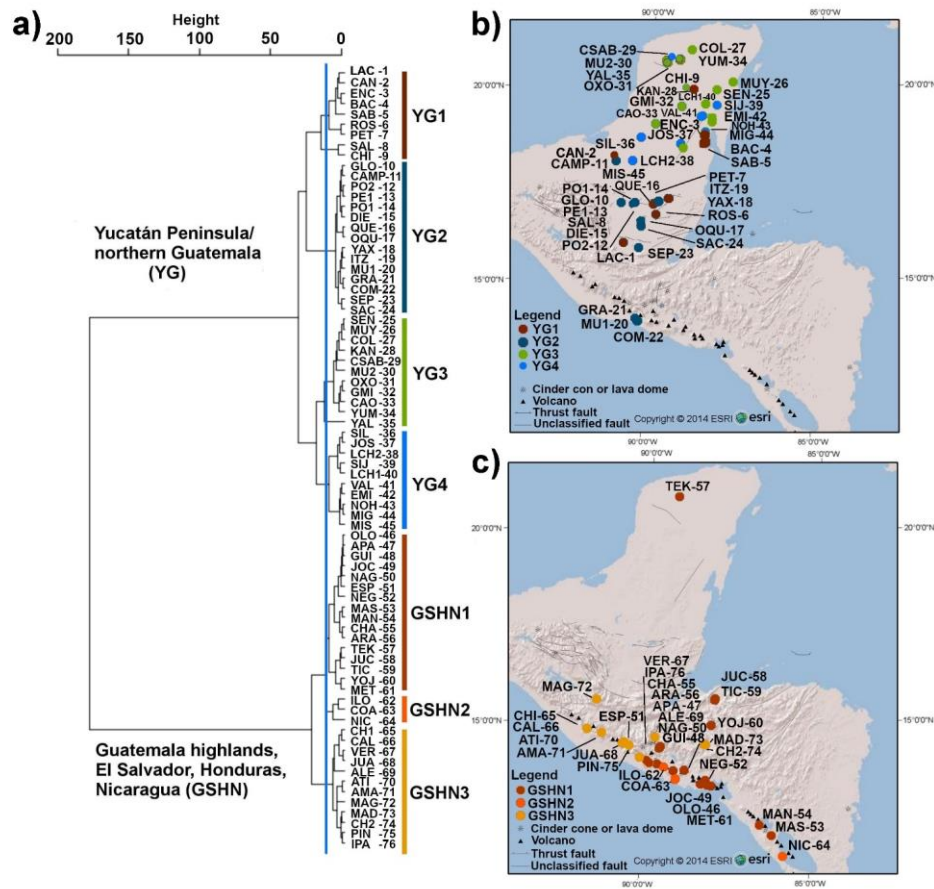 a)
Height
200 150 100 50 0
LAC -1
CAN -2
ENC -3
BAC -4
SAB -5
ROS -6
PET -7
SAL -8
CHI -9
GLO -10
CAMP-11
PO2 -12
PE1 -13
PO1 -14
DIE -15
QUE -16
OQU -17
YAX -18
ITZ -19
MU1 -20
GRA -21
COM -22
SEP -23
SAC -24
SEN -25
MUY -26
COL -27
KAN -28
CSAB-29
MU2 -30
OXO -31
GMI -32
CAO -33
YUM -34
YAL -35
SIL -36
JOS -37
LCH2-38
SIJ -39
LCH1-40
VAL -41
EMI -42
NOH -43
MIG -44
MIS -45
OLO -46
APA -47
GUI -48
JOC -49
NAG -50
ESP -51
NEG -52
MAS -53
MAN -54
CHA -55
ARA -56
TEK -57
JUC -58
TIC -59
YOJ -60
MET -61
ILO -62
COA -63
NIC -64
CH1 -65
CAL -66
VER -67
JUA -68
ALE -69
ATI -70
AMA -71
MAG -72
MAD -73
CH2 -74
PIN -75
IPA -76
YG1
YG2
YG3
YG4
GSHN1
GSHN2
GSHN3
Yucatán Peninsula/
northern Guatemala
(YG)
Guatemala highlands,
El Salvador, Honduras,
Nicaragua (GSHN)
b)
90°0'0"W 85°0'0"W
20°0'0"N
15°0'0"N
CSAB-29
MU2-30
YAL-35
OXO-31
COL-27
YUM-34
CHI-9
KAN-28
LCH1-40
GMI-32
CAO-33
VAL-41
MUY-26
SEN-25
SIJ-39
EMI-42
NOH-43
MIG-44
ENC-3
JOS-37
SIL-36
BAC-4
SAB-5
CAN-2
CAMP-11
LCH2-38
MIS-45
PET-7
ITZ-19
YAX-18
ROS-6
PO1-14
QUE-16
GLO-10
PE1-13
SAL-8
DIE-15
PO2-12
LAC-1
OQU-17
SAC-24
SEP-23
GRA-21
MU1-20
COM-22
Legend
YG1
YG2
YG3
YG4
Cinder con or lava dome
Volcano
Thrust fault
Unclassified fault
Copyright © 2014 ESRI esri
90°0'0"W 85°0'0"W
c)
20°0'0"N
15°0'0"N
TEK-57
VER-67
IPA-76
CHA-55
ARA-56
APA-47
ALE-69
NAG-50
GUI-48
JUC-58
TIC-59
YOJ-60
MAD-73
CH2-74
NEG-52
MAG-72
CHI-65
CAL-66
ATI-70
AMA-71
ESP-51
JUA-68
PIN-75
ILO-62
COA-63
JOC-49
OLO-46
MET-61
MAN-54
MAS-53
NIC-64
Legend
GSHN1
GSHN2
GSHN3
Cinder cone or lava dome
Volcano
Thrust fault
Unclassified fault
Copyright © 2014 ESRI esri
90°0'0"W 85°0'0"W